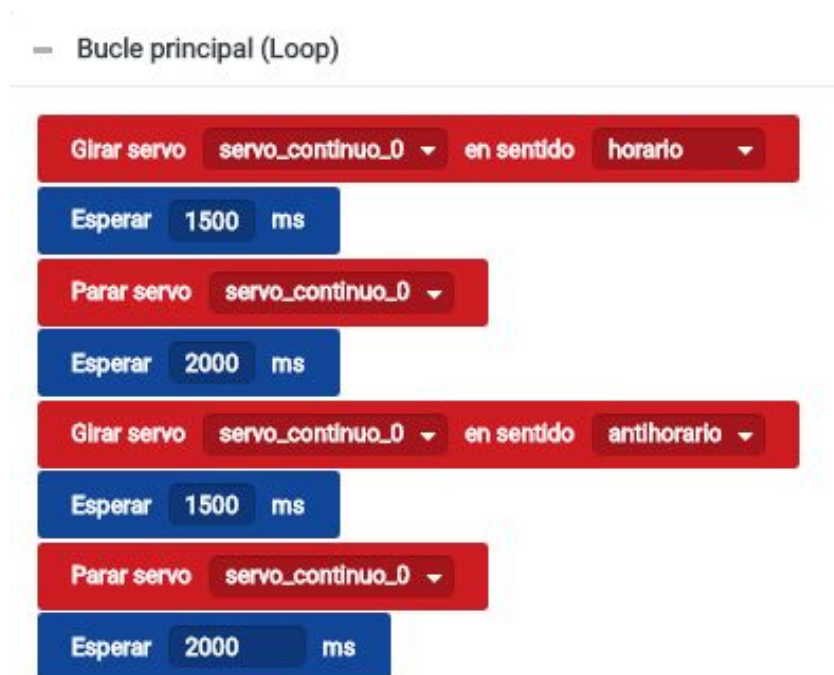 Bucle principal (Loop)
Girar servo servo_continuo_0 en sentido horario
Esperar 1500 ms
Parar servo servo_continuo_0
Esperar 2000 ms
Girar servo servo_continuo_0 en sentido antihorario
Esperar 1500 ms
Parar servo servo_continuo_0
Esperar 2000 ms